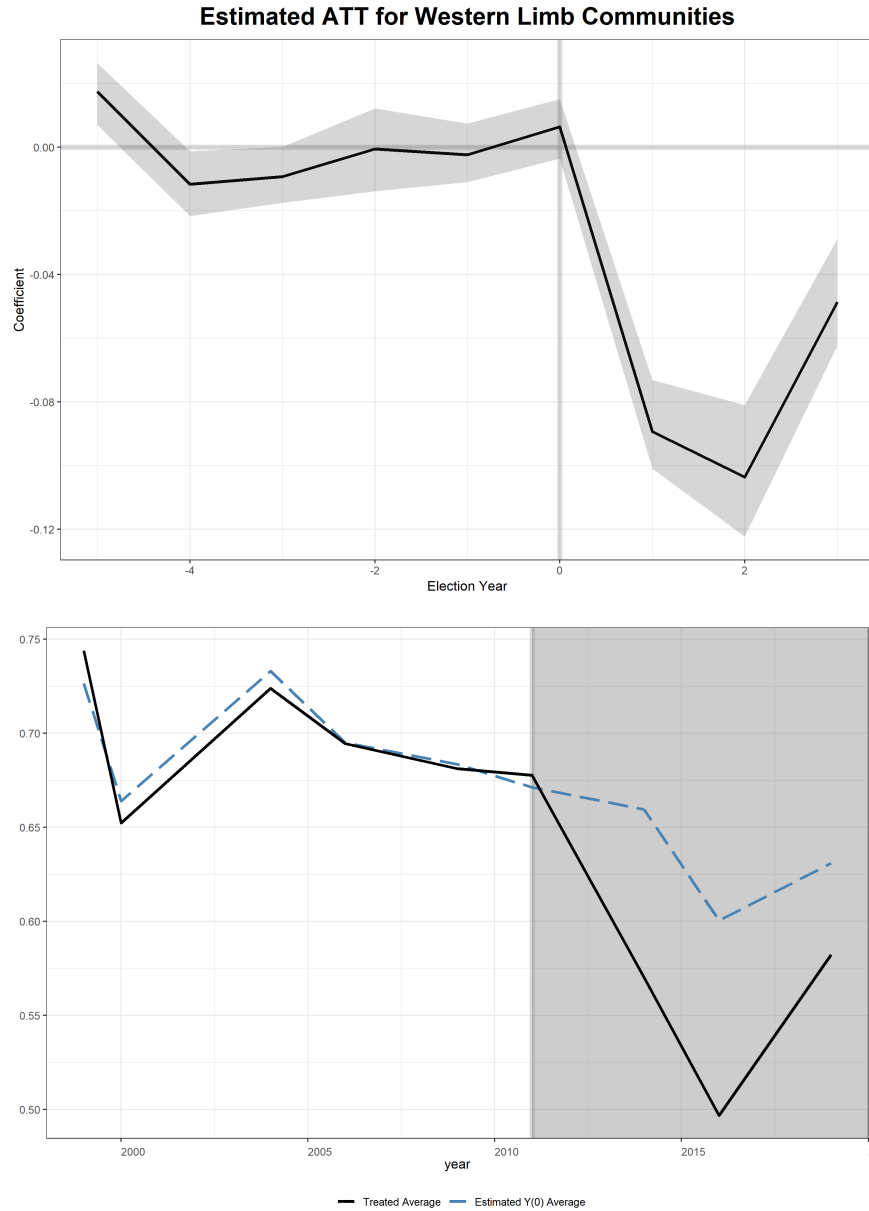 Estimated ATT for Western Limb Communities
0.00
-0.04
-0.08
-0.12
Coefficient
-4 -2 0 2
Election Year
0.75
0.70
0.65
0.60
0.55
0.50
2000 2005 2010 2015
year
Treated Average Estimated Y(0) Average